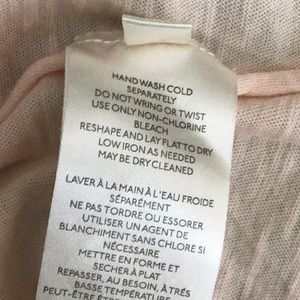 HAND WASH COLD
SEPARATELY
DO NOT WRING OR TWIST
USE ONLY NON-CHLORINE
BLEACH
RESHAPE AND LAY FLAT TO DRY
LOW IRON AS NEEDED
MAY BE DRY CLEANED
LAVER À LA MAIN À L'EAU FROIDE
SÉPARÉMENT
NE PAS TORDRE OU ESSORER
UTILISER UN AGENT DE
BLANCHIMENT SANS CHLORE SI
NÉCESSAIRE
METTRE EN FORME ET
SECHER À PLAT
REPASSER, AU BESOIN, À TRÈS
BASSE TEMPÉRATURE
PEUT-ÊTRE